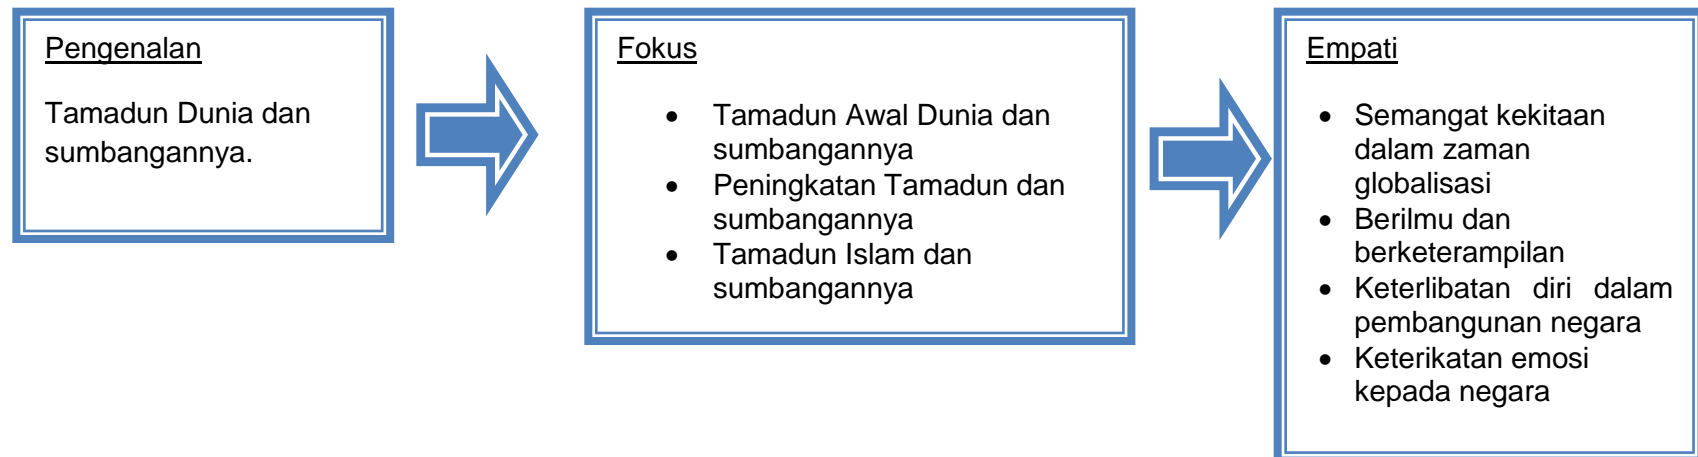 Pengenalan
Tamadun Dunia dan
sumbangannya.
Fokus
• Tamadun Awal Dunia dan
sumbangannya
• Peningkatan Tamadun dan
sumbangannya
• Tamadun Islam dan
sumbangannya
Empati
• Semangat kekitaan
dalam zaman
globalisasi
• Berilmu dan
berketerampilan
• Keterlibatan diri dalam
pembangunan negara
• Keterikatan emosi
kepada negara